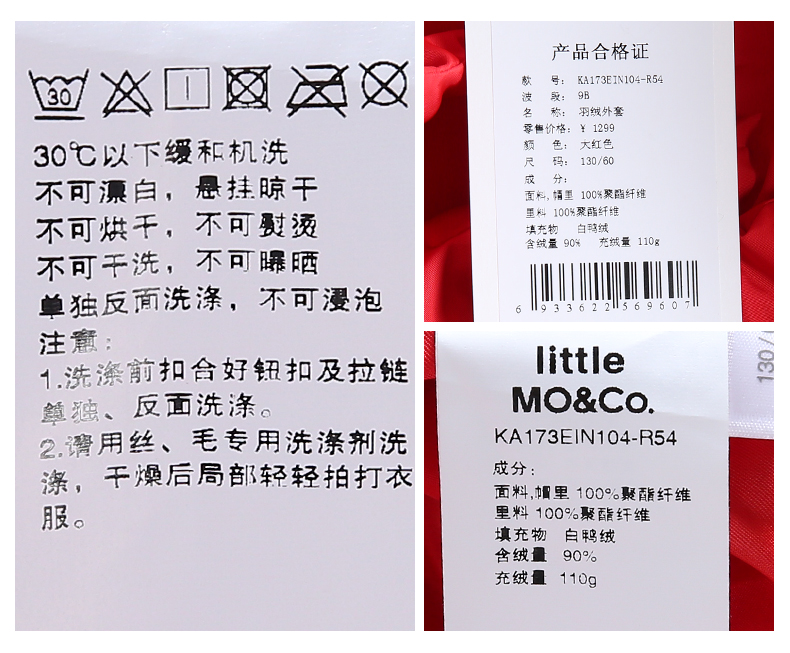 30
30℃以下缓和机洗
不可漂白，悬挂晾干
不可烘干，不可熨烫
不可干洗，不可曝晒
单独反面洗涤，不可浸泡
注意：
1.洗涤前扣合好钮扣及拉链
单独、反面洗涤。
2.请用丝、毛专用洗涤剂洗
涤，干燥后局部轻轻拍打衣
服。
产品合格证
款 号： KA173EIN104-R54
波 段： 9B
名 称： 羽绒外套
零售价格： ¥ 1299
颜 色： 大红色
尺 码： 130/60
成 分：
面料,帽里 100%聚酯纤维
里料 100%聚酯纤维
填充物 白鸭绒
含绒量 90% 充绒量 110g
6 933622 569607
little
MO&Co.
KA173EIN104-R54
成分：
面料,帽里 100%聚酯纤维
里料 100%聚酯纤维
填充物 白鸭绒
含绒量 90%
充绒量 110g
130/